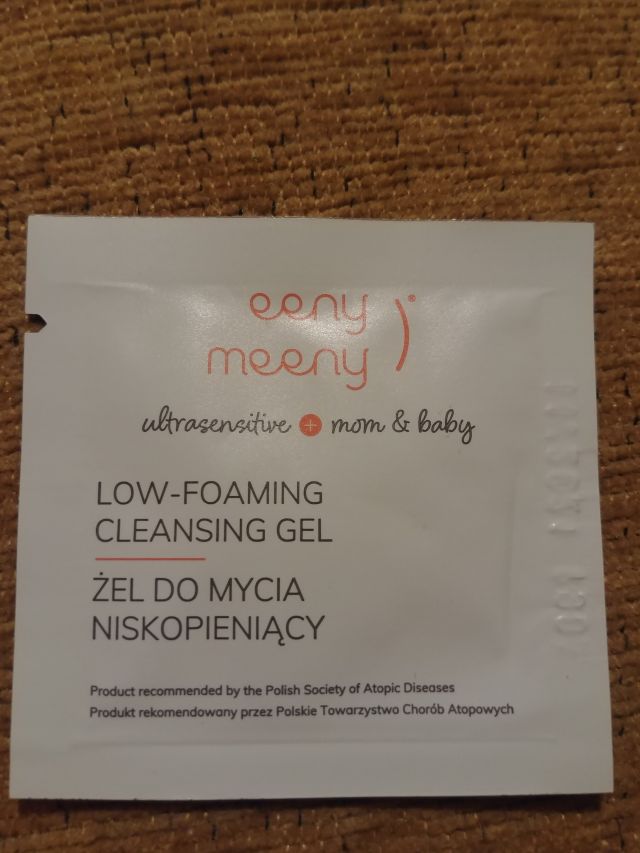 eeny
meeny
®
ultrasensitive + mom & baby
LOW-FOAMING
CLEANSING GEL
ŻEL DO MYCIA
NISKOPIENIĄCY
Product recommended by the Polish Society of Atopic Diseases
Produkt rekomendowany przez Polskie Towarzystwo Chorób Atopowych